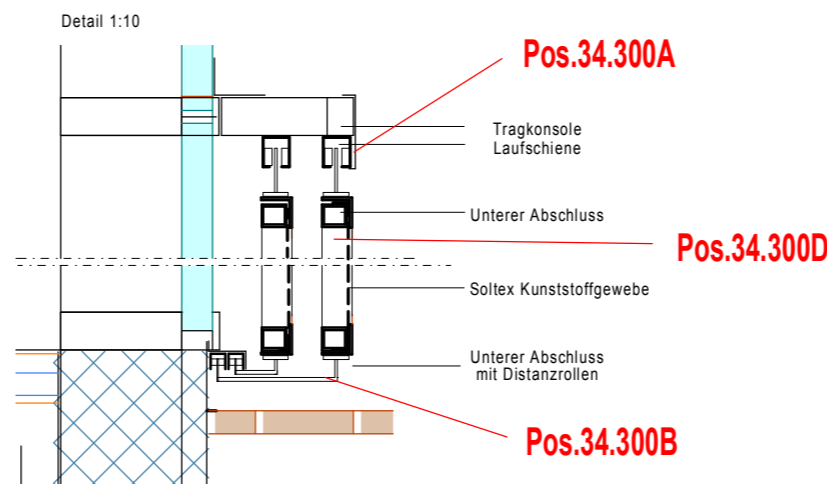 Detail 1:10
Pos.34.300A
Tragkonsole
Laufschiene
Unterer Abschluss
Pos.34.300D
Soltex Kunststoffgewebe
Unterer Abschluss
mit Distanzrollen
Pos.34.300B